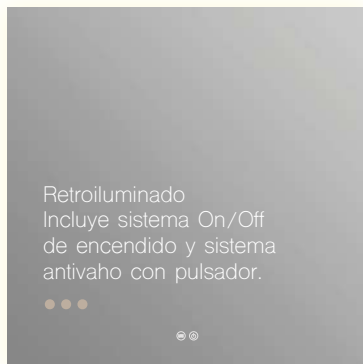 Retroiluminado
Incluye sistema On/Off
de encendido y sistema
antivaho con pulsador.